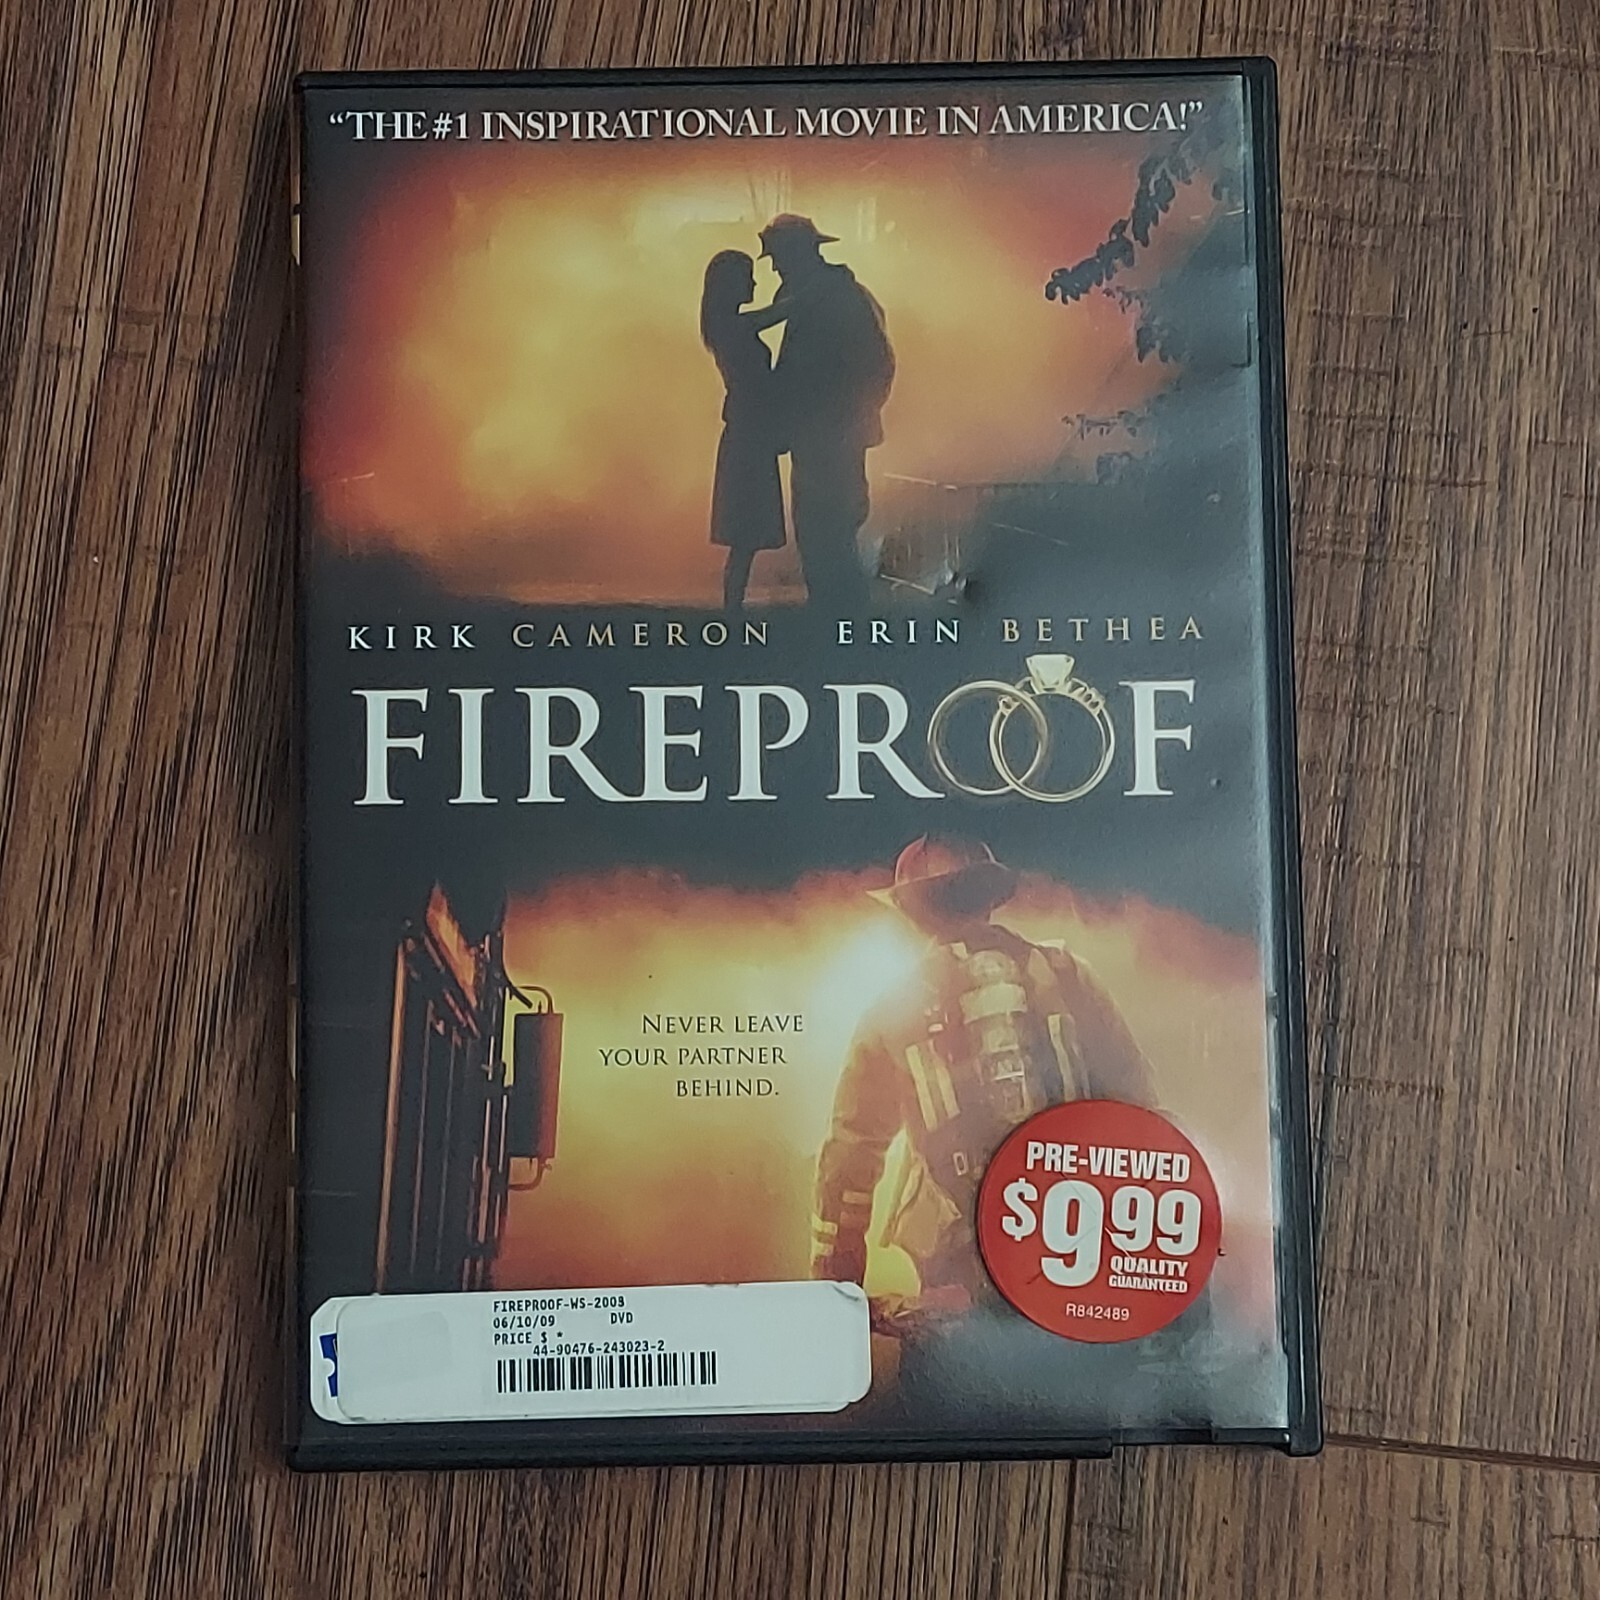 “THE #1 INSPIRATIONAL MOVIE IN AMERICA!”
KIRK CAMERON ERIN BETHEA
FIREPROOF
NEVER LEAVE
YOUR PARTNER
BEHIND.
PRE-VIEWED
$9.99
QUALITY
GUARANTEED
R842489
FIREPROOF-WS-2008
06/10/09 DVD
PRICE $ *
44-90476-243023-2